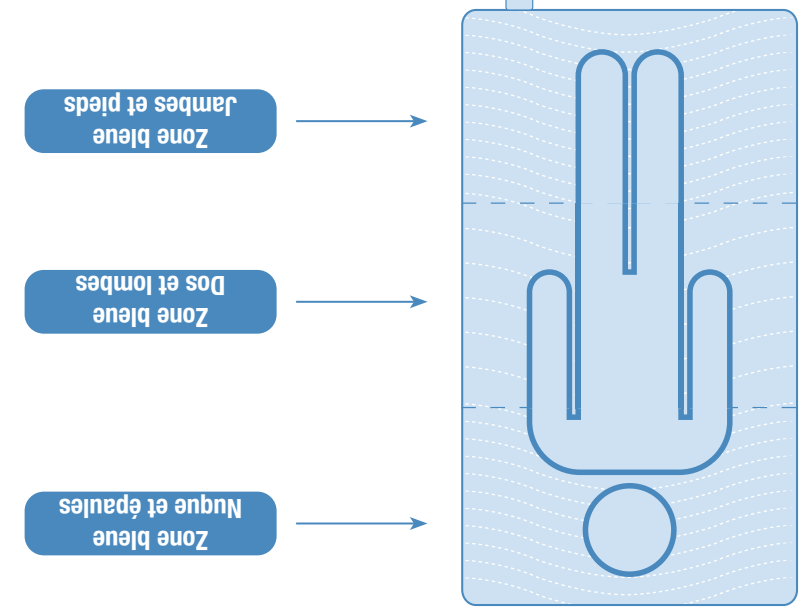 Zone bleue
Nuque et épaules
Zone bleue
Dos et lombes
Zone bleue
Jambes et pieds